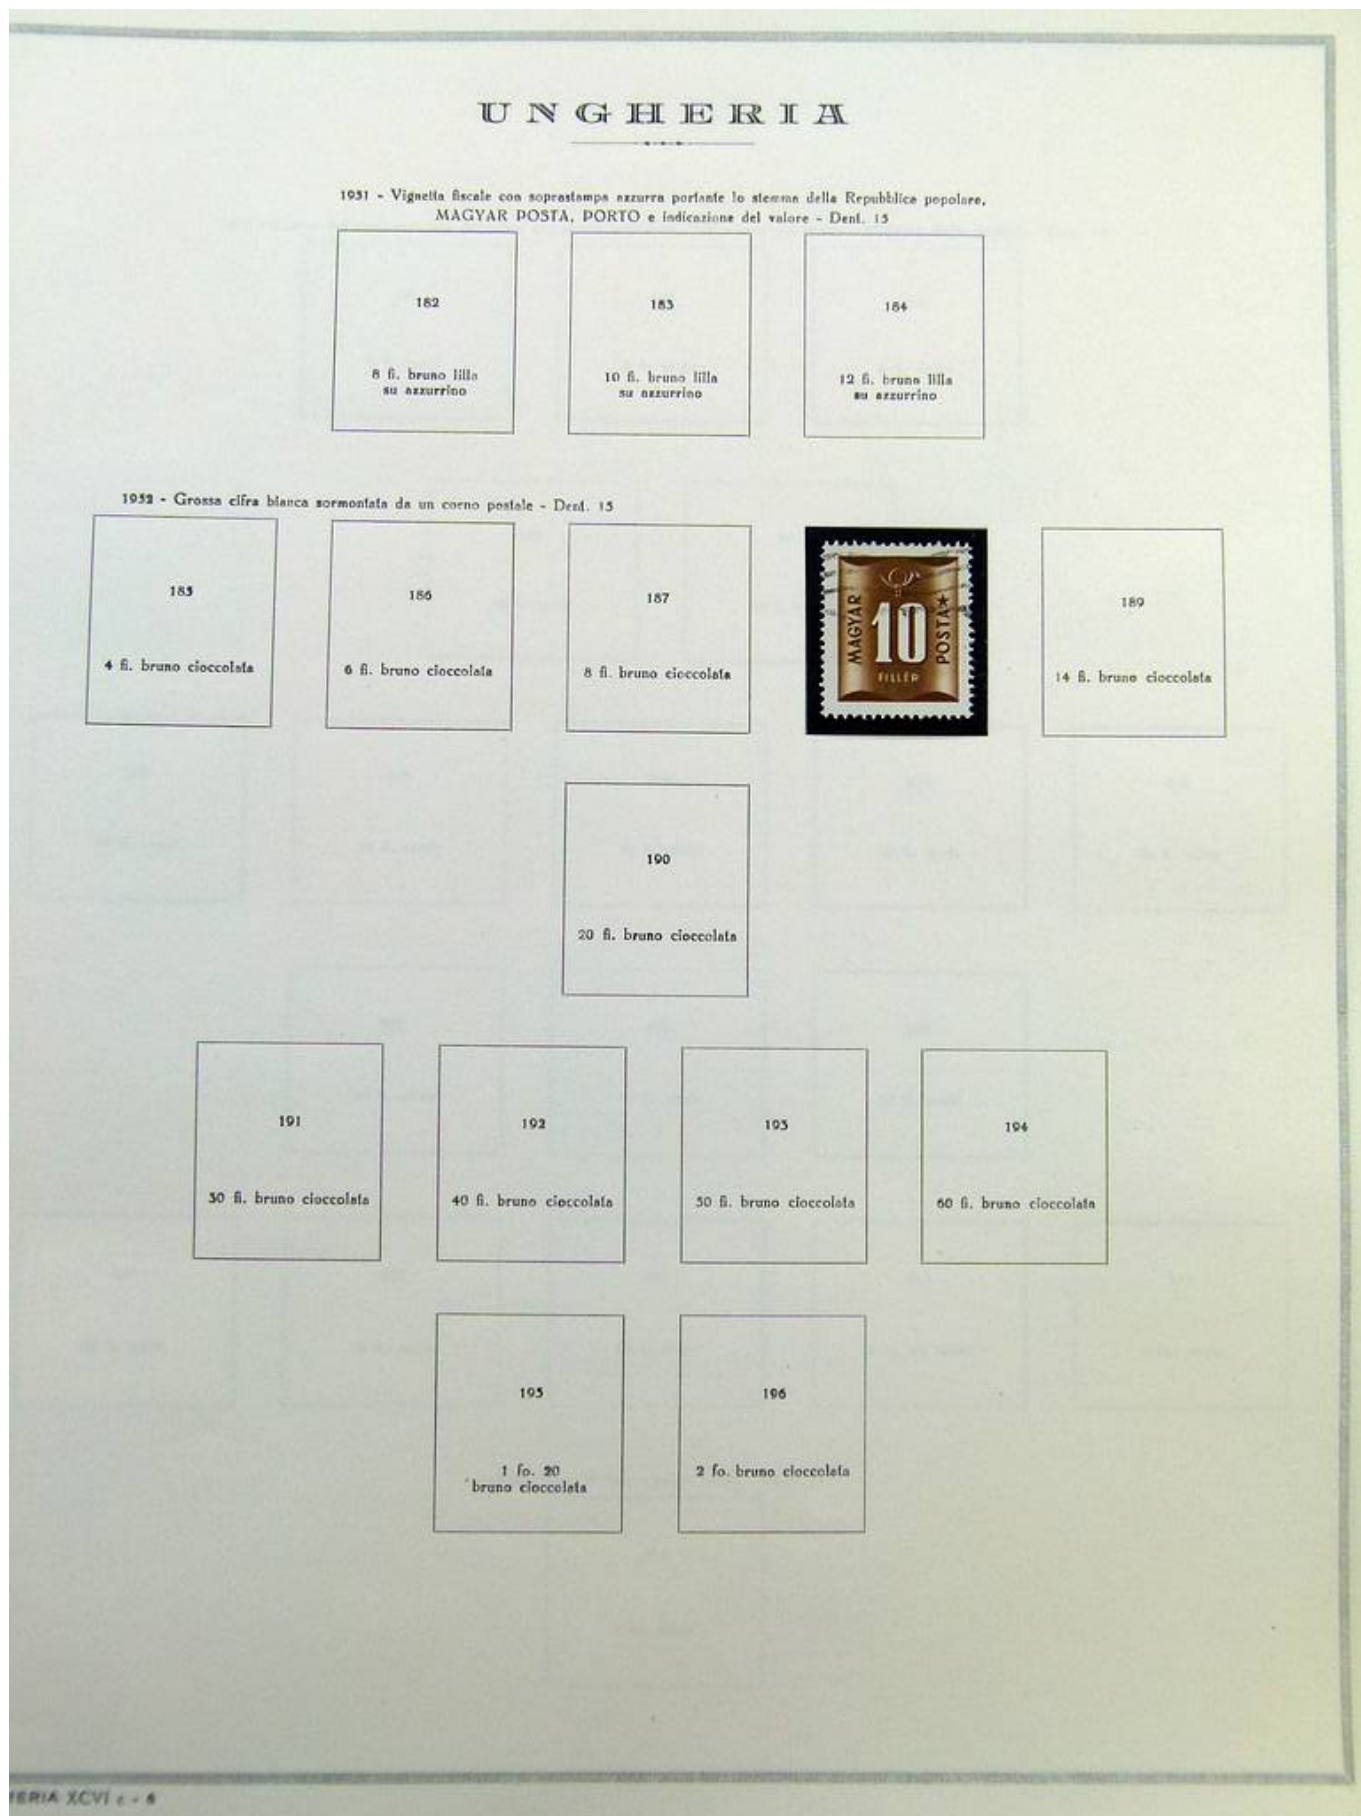 UNGHERIA
1951 - Vignetta fiscale con soprastampa azzurra portante lo stemma della Repubblica popolare,
MAGYAR POSTA, PORTO e indicazione del valore - Dent. 15
182
8 fi. bruno lilla
su azzurrino
183
10 fi. bruno lilla
su azzurrino
184
12 fi. bruno lilla
su azzurrino
1952 - Grossa cifra bianca sormontata da un corno postale - Dent. 15
185
4 fi. bruno cioccolata
186
6 fi. bruno cioccolata
187
8 fi. bruno cioccolata
MAGYAR
10
FILLÉR
POSTA
189
14 fi. bruno cioccolata
190
20 fi. bruno cioccolata
191
30 fi. bruno cioccolata
192
40 fi. bruno cioccolata
193
50 fi. bruno cioccolata
194
60 fi. bruno cioccolata
195
1 fo. 20
bruno cioccolata
196
2 fo. bruno cioccolata
HERIA XCVI c - 6